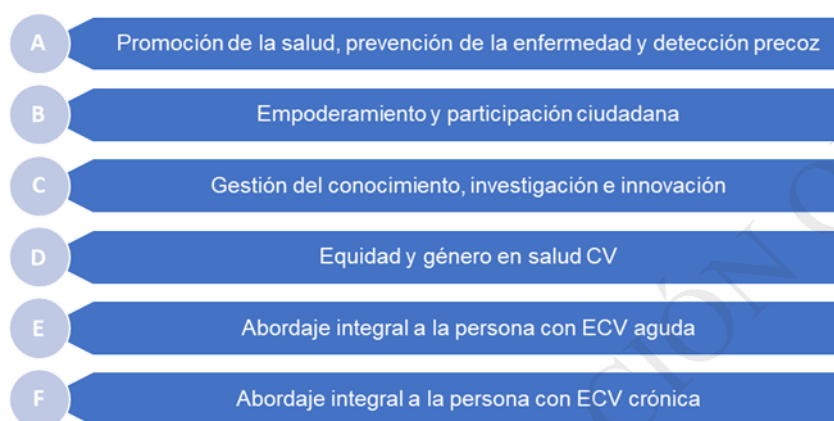 A Promoción de la salud, prevención de la enfermedad y detección precoz
B Empoderamiento y participación ciudadana
C Gestión del conocimiento, investigación e innovación
D Equidad y género en salud CV
E Abordaje integral a la persona con ECV aguda
F Abordaje integral a la persona con ECV crónica